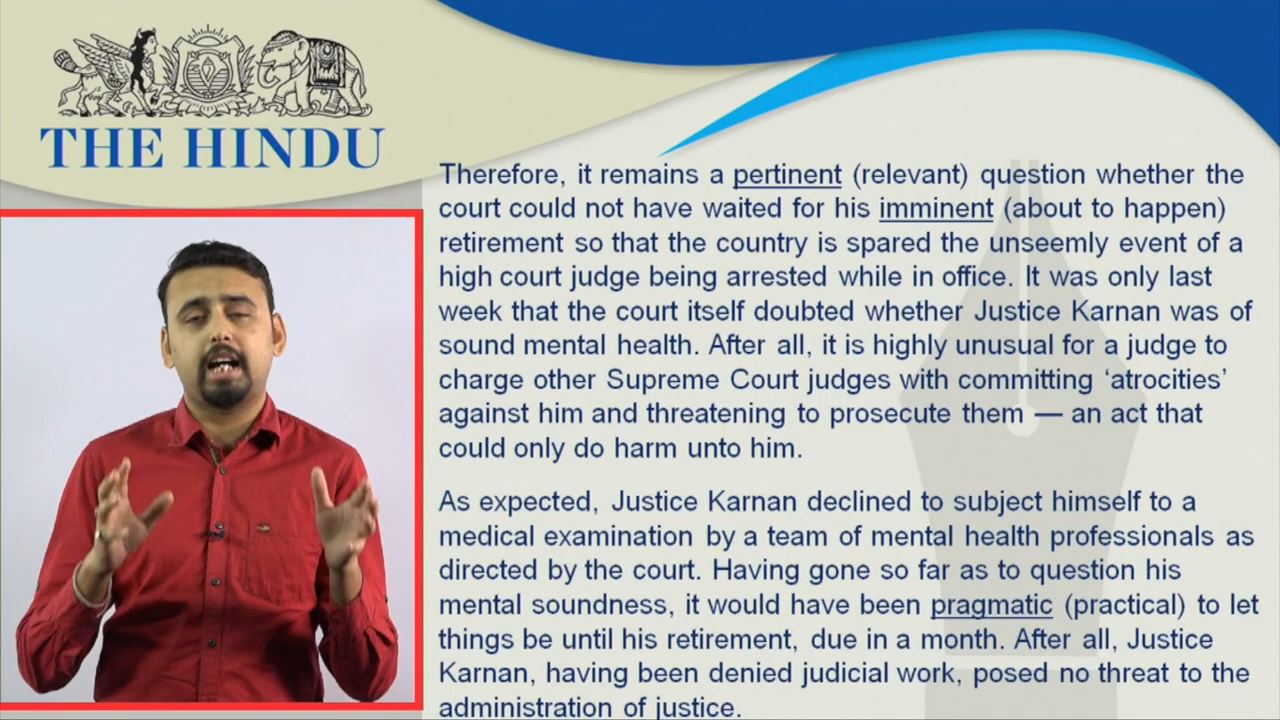 THE HINDU
Therefore, it remains a pertinent (relevant) question whether the
court could not have waited for his imminent (about to happen)
retirement so that the country is spared the unseemly event of a
high court judge being arrested while in office. It was only last
week that the court itself doubted whether Justice Karnan was of
sound mental health. After all, it is highly unusual for a judge to
charge other Supreme Court judges with committing ‘atrocities’
against him and threatening to prosecute them — an act that
could only do harm unto him.
As expected, Justice Karnan declined to subject himself to a
medical examination by a team of mental health professionals as
directed by the court. Having gone so far as to question his
mental soundness, it would have been pragmatic (practical) to let
things be until his retirement, due in a month. After all, Justice
Karnan, having been denied judicial work, posed no threat to the
administration of justice.